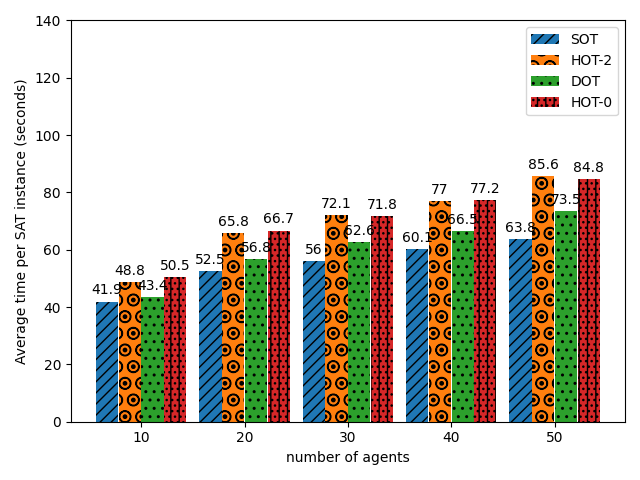 140
120
100
80
60
40
20
0
Average time per SAT instance (seconds)
SOT
HOT-2
DOT
HOT-0
41.9 48.8 43.4 50.5
52.5 65.8 56.8 66.7
56 72.1 62.6 71.8
60.1 77 66.5 77.2
63.8 85.6 73.5 84.8
10 20 30 40 50
number of agents